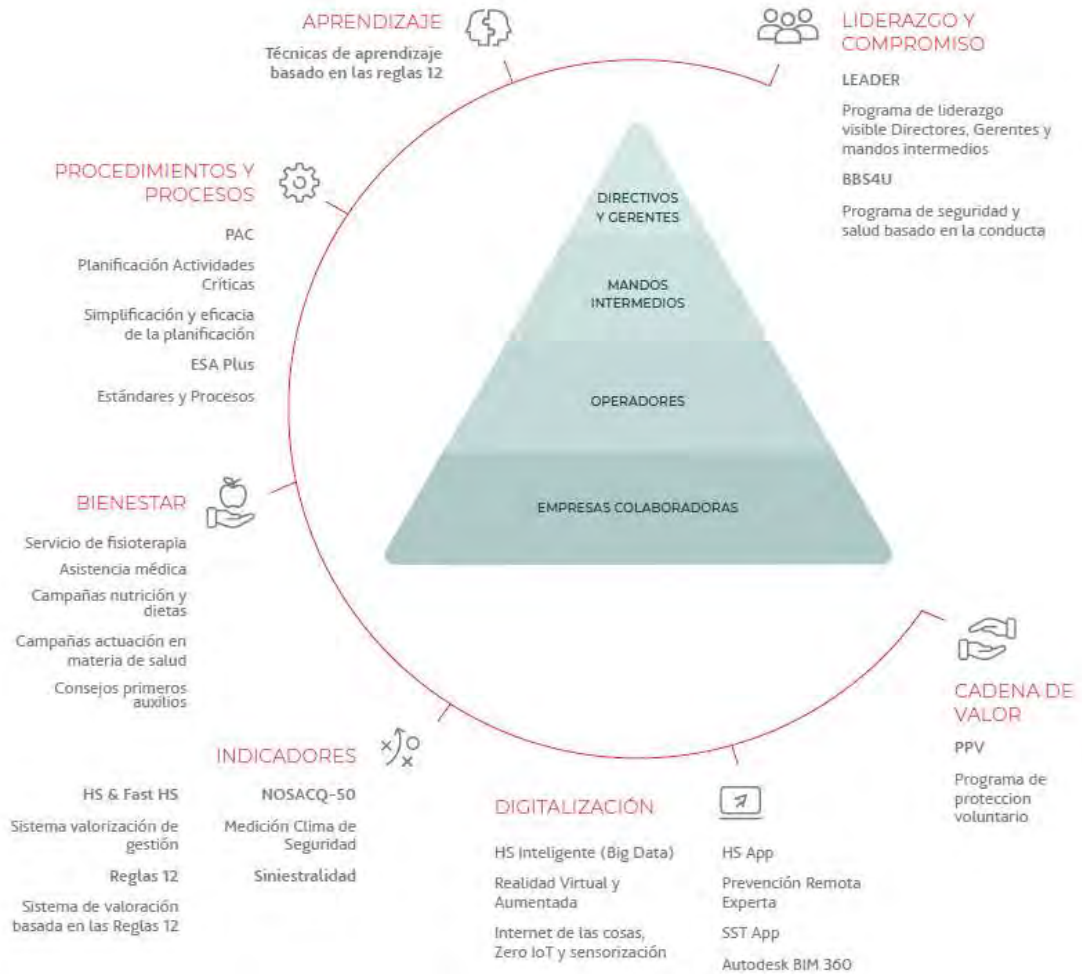 APRENDIZAJE
Técnicas de aprendizaje
basado en las reglas 12
LIDERAZGO Y
COMPROMISO
LEADER
Programa de liderazgo
visible Directores, Gerentes y
mandos intermedios
BBS4U
Programa de seguridad y
salud basado en la conducta
PROCEDIMIENTOS Y
PROCESOS
PAC
Planificación Actividades
Críticas
Simplificación y eficacia
de la planificación
ESA Plus
Estándares y Procesos
DIRECTIVOS
Y GERENTES
MANDOS
INTERMEDIOS
OPERADORES
EMPRESAS COLABORADORAS
BIENESTAR
Servicio de fisioterapia
Asistencia médica
Campañas nutrición y
dietas
Campañas actuación en
materia de salud
Consejos primeros
auxilios
INDICADORES
HS & Fast HS
Sistema valorización de
gestión
Reglas 12
Sistema de valoración
basada en las Reglas 12
NOSACQ-50
Medición Clima de
Seguridad
Siniestralidad
DIGITALIZACIÓN
HS Inteligente (Big Data)
Realidad Virtual y
Aumentada
Internet de las cosas,
Zero IoT y sensorización
HS App
Prevención Remota
Experta
SST App
Autodesk BIM 360
CADENA DE
VALOR
PPV
Programa de
proteccion
voluntario